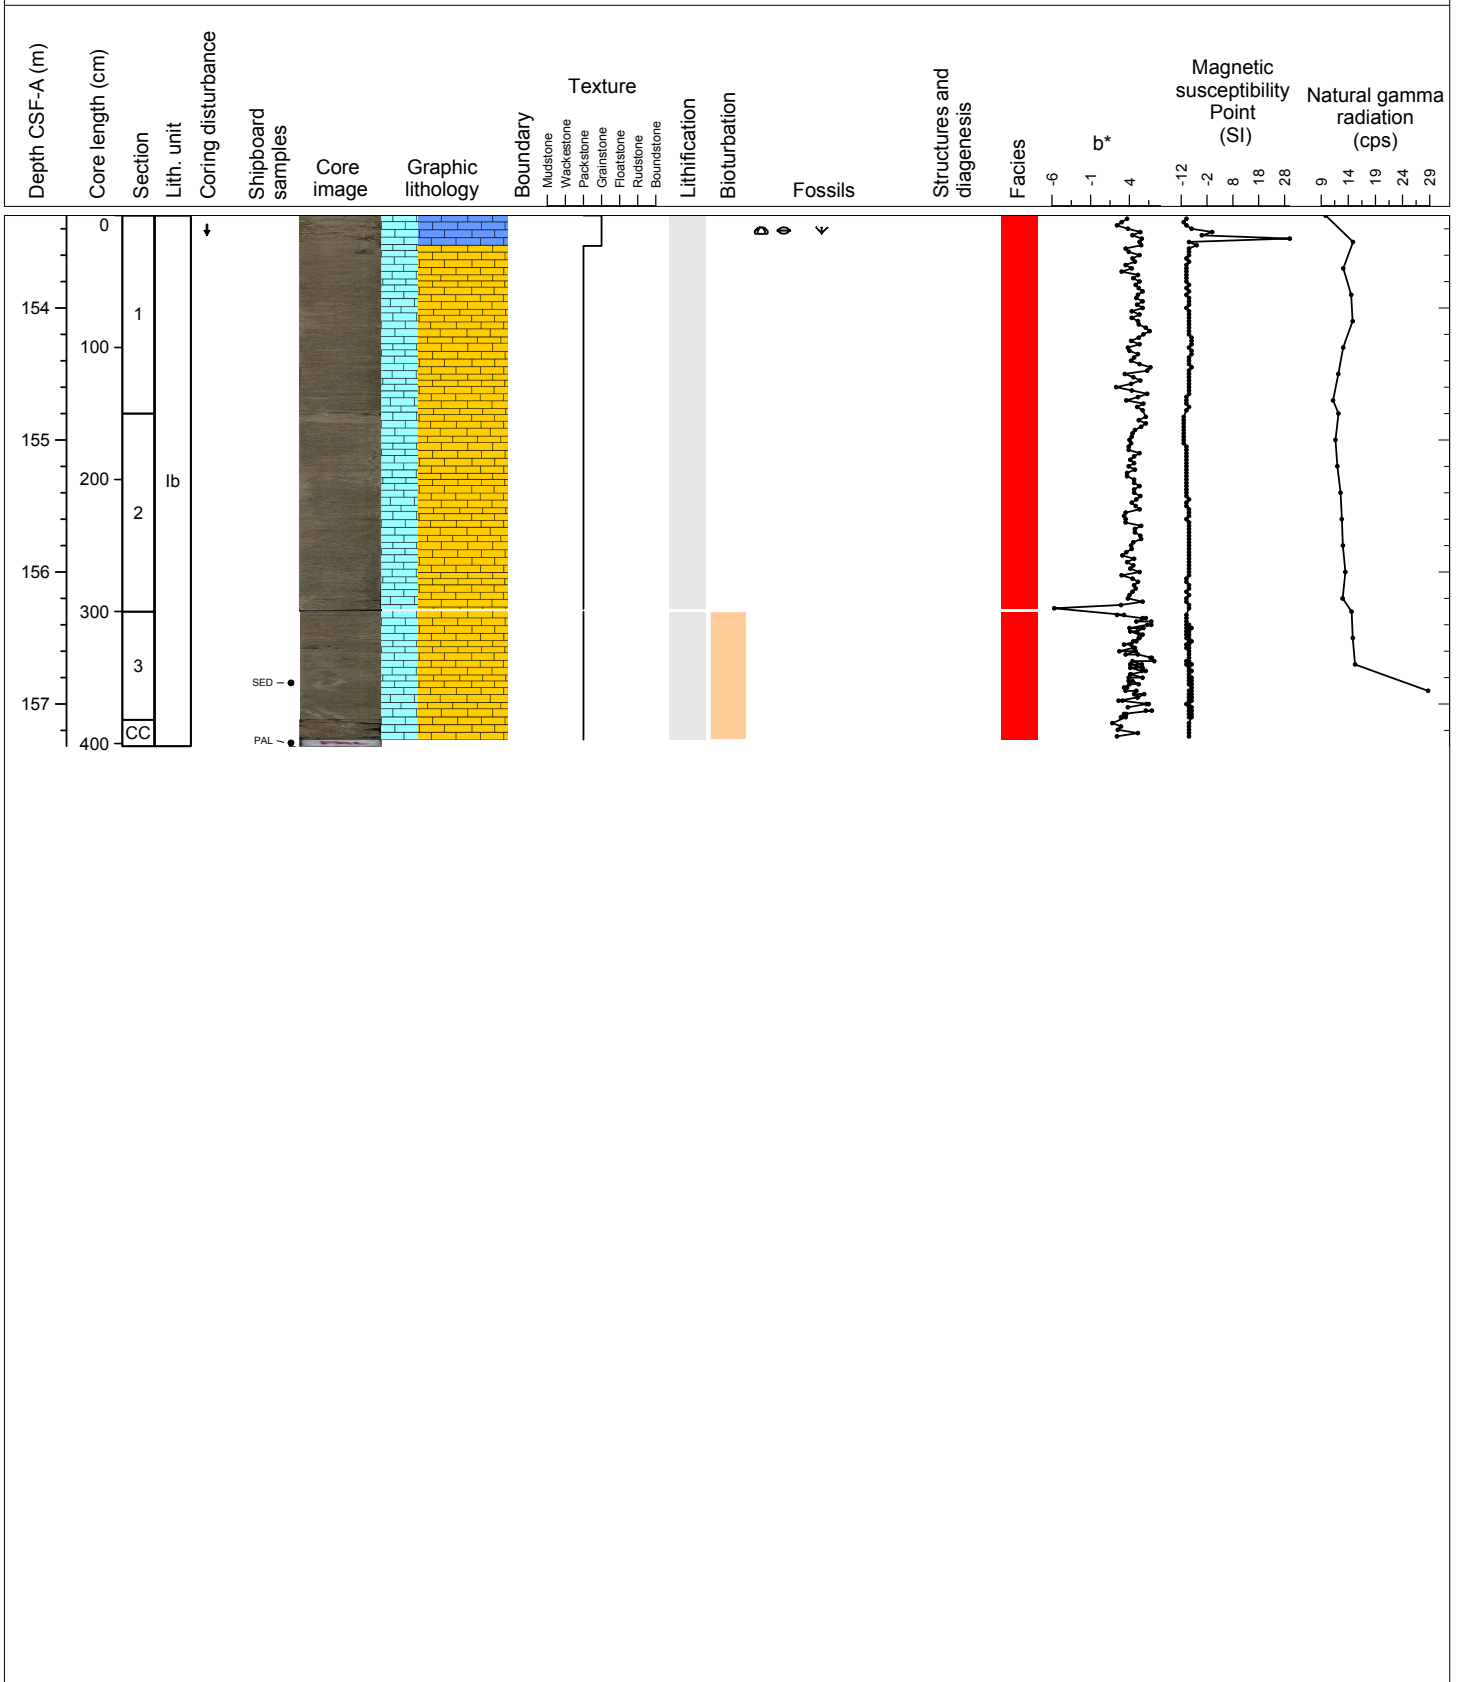 Depth CSF-A (m)
Core length (cm)
Section
Lith. unit
Coring disturbance
Shipboard
samples
Core
image
Graphic
lithology
Boundary
Texture
Mudstone
Wackestone
Packstone
Grainstone
Floatstone
Rudstone
Boundstone
Lithification
Bioturbation
Fossils
Structures and
diagenesis
Facies
b*
-6 -1 4
Magnetic
susceptibility
Point
(SI)
-12 -2 8 18 28
Natural gamma
radiation
(cps)
9 14 19 24 29
154
155
156
157
0
100
200
300
400
1
2
3
CC
Ib
SED
PAL